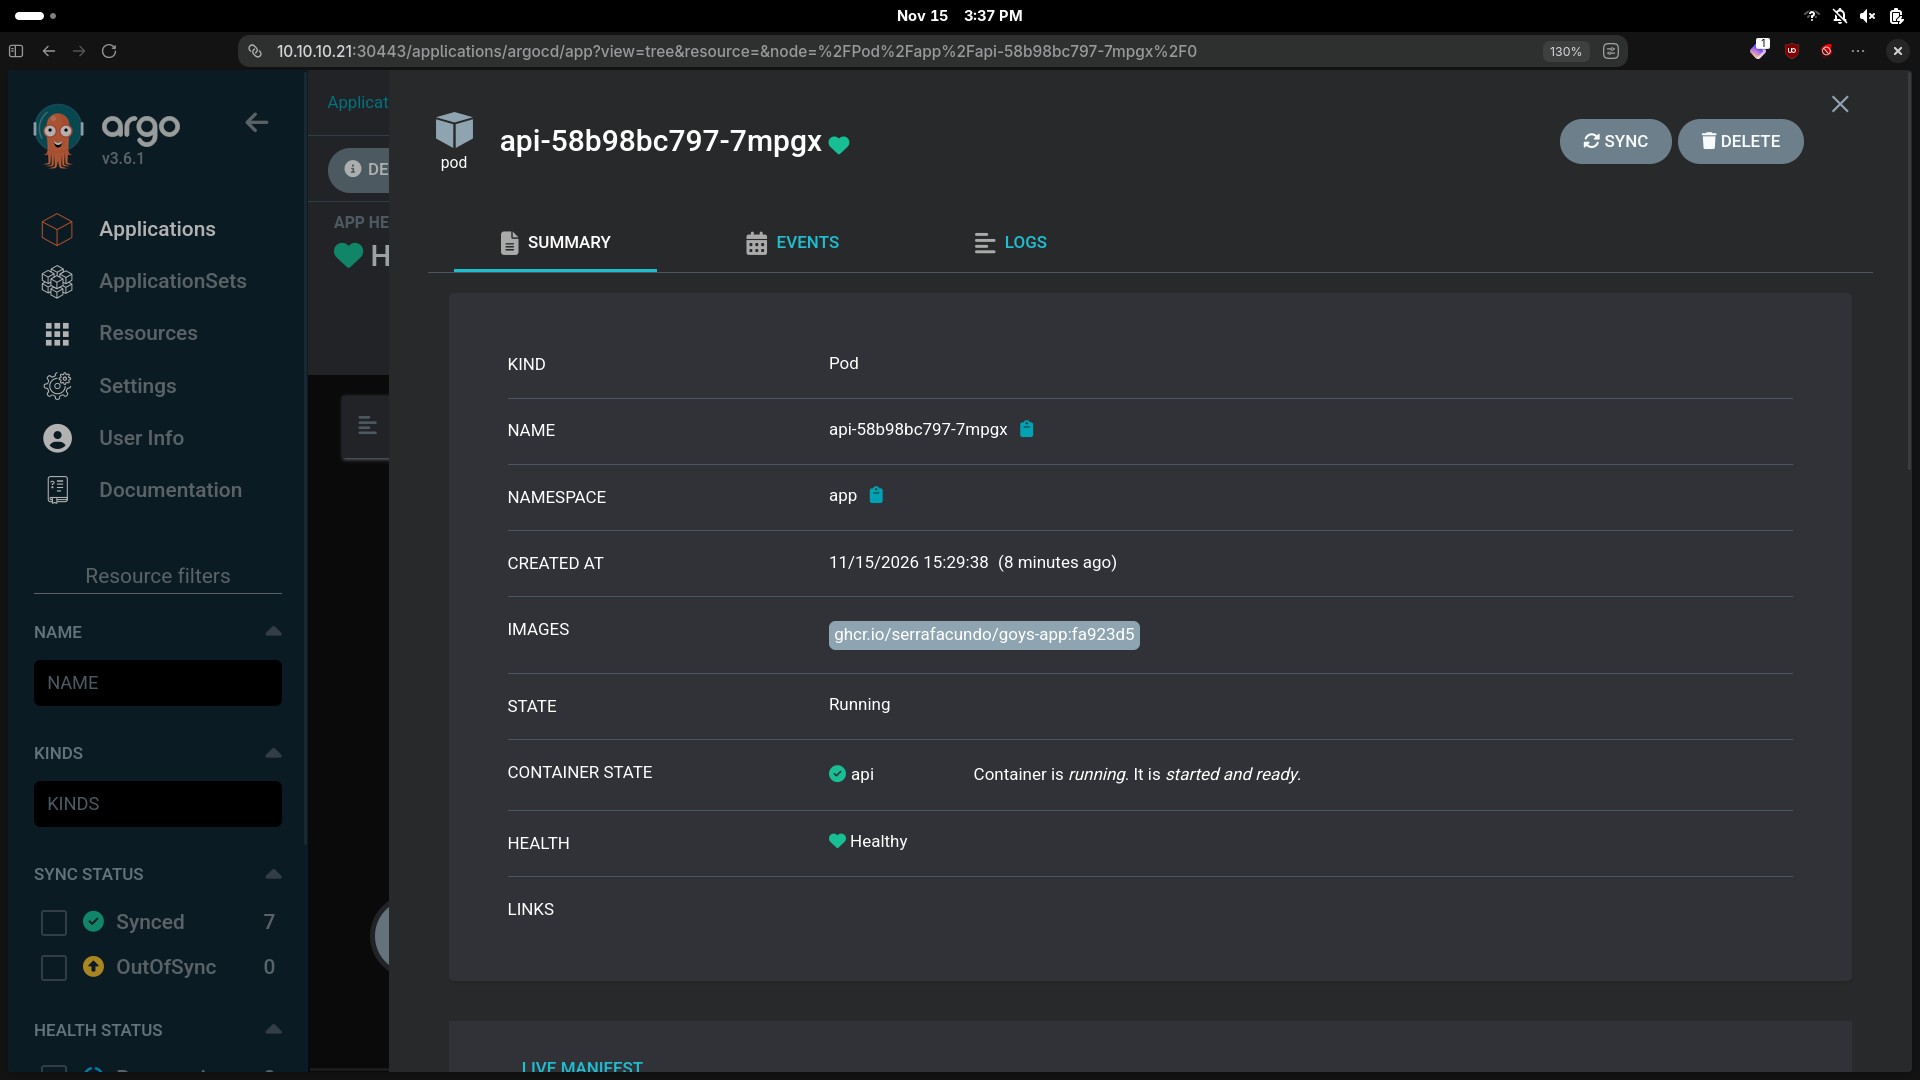 Nov 15 3:37 PM
10.10.10.21:30443/applications/argocd/app?view=tree&resource=&node=%2FPod%2Fapp%2Fapi-58b98bc797-7mpgx%2F0
130%
1
argo
v3.6.1
Applications
ApplicationSets
Resources
Settings
User Info
Documentation
Resource filters
NAME
NAME
KINDS
KINDS
SYNC STATUS
Synced 7
OutOfSync 0
HEALTH STATUS
Applicat
DE
APP HE
H
pod
api-58b98bc797-7mpgx
SYNC
DELETE
SUMMARY
EVENTS
LOGS
KIND Pod
NAME api-58b98bc797-7mpgx
NAMESPACE app
CREATED AT 11/15/2026 15:29:38 (8 minutes ago)
IMAGES ghcr.io/serrafacundo/goys-app:fa923d5
STATE Running
CONTAINER STATE api Container is running. It is started and ready.
HEALTH Healthy
LINKS
LIVE MANIFEST